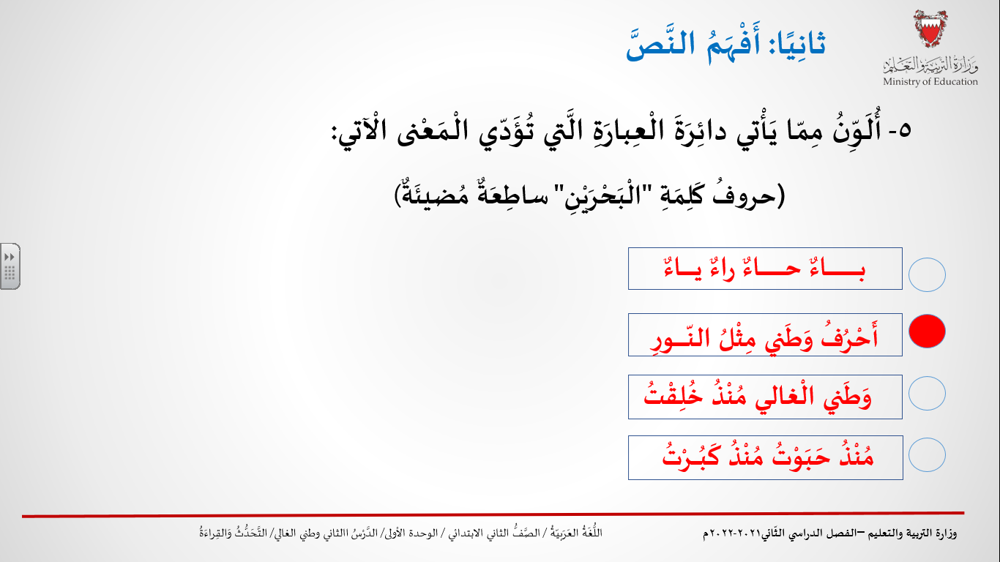 وزارة التربية والتعليم
Ministry of Education
ثانِيًا: أَفْهَمُ النَّصَّ
٥- أُلَوِّنُ مِمّا يَأْتي دائِرَةَ الْعِبارَةِ الَّتي تُؤَدّي الْمَعْنى الْآتي:
(حروفُ كَلِمَةِ "الْبَحْرَيْنِ" ساطِعَةٌ مُضيئَةٌ)
بــــاءٌ حــــاءٌ راءٌ يــاءٌ
أَحْرُفُ وَطَني مِثْلُ النّــورِ
وَطَني الْغالي مُنْذُ خُلِقْتُ
مُنْذُ حَبَوْتُ مُنْذُ كَبُـرْتُ
وزارة التربية والتعليم –الفصل الدراسي الثّاني٢٠٢١-٢٠٢٢م
اللُّغَةُ العَرَبِيَةُ / الصَّفُّ الثاني الابتدائي / الوحدة الأولى/ الدَّرْسُ االثاني وطني الغالي/ التَّحَدُّثُ وَالقِراءَةُ